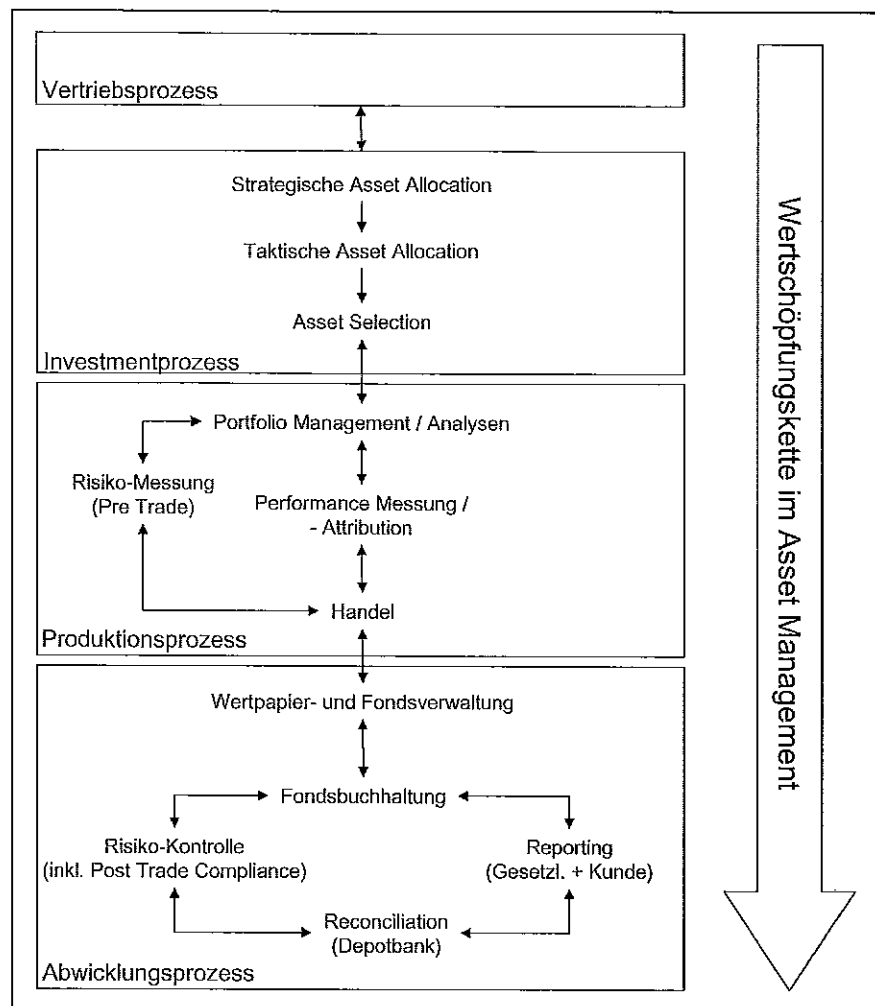 Vertriebsprozess
Strategische Asset Allocation
Taktische Asset Allocation
Asset Selection
Investmentprozess
Portfolio Management / Analysen
Risiko-Messung
(Pre Trade)
Performance Messung /
- Attribution
Handel
Produktionsprozess
Wertpapier- und Fondsverwaltung
Fondsbuchhaltung
Risiko-Kontrolle
(inkl. Post Trade Compliance)
Reporting
(Gesetzl. + Kunde)
Reconciliation
(Depotbank)
Abwicklungsprozess
Wertschöpfungskette im Asset Management